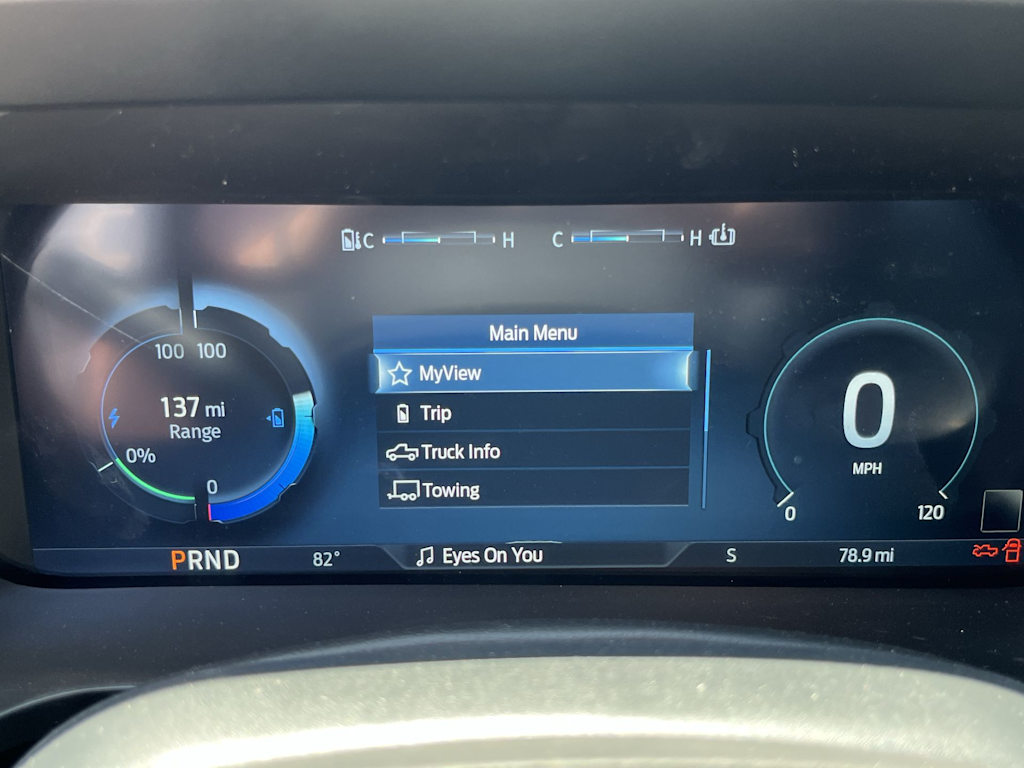 C H C H
Main Menu
100 100
MyView
137 mi
Range
Trip
0%
Truck Info
0
Towing
0
MPH
0 120
PRND 82° Eyes On You S 78.9 mi